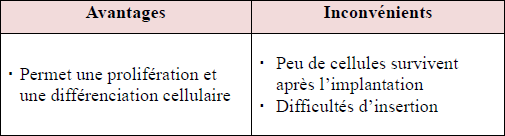 Avantages
Inconvénients
· Permet une prolifération et
une différenciation cellulaire
· Peu de cellules survivent
après l’implantation
· Difficultés d’insertion